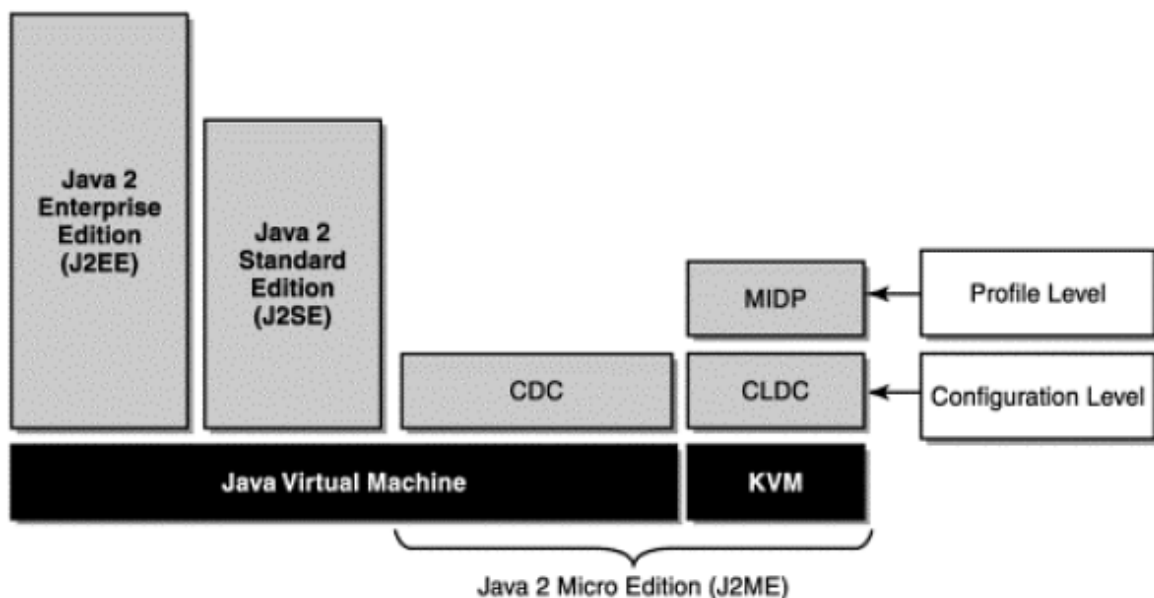 Java 2
Enterprise
Edition
(J2EE)
Java 2
Standard
Edition
(J2SE)
MIDP
Profile Level
CDC
CLDC
Configuration Level
Java Virtual Machine
KVM
Java 2 Micro Edition (J2ME)